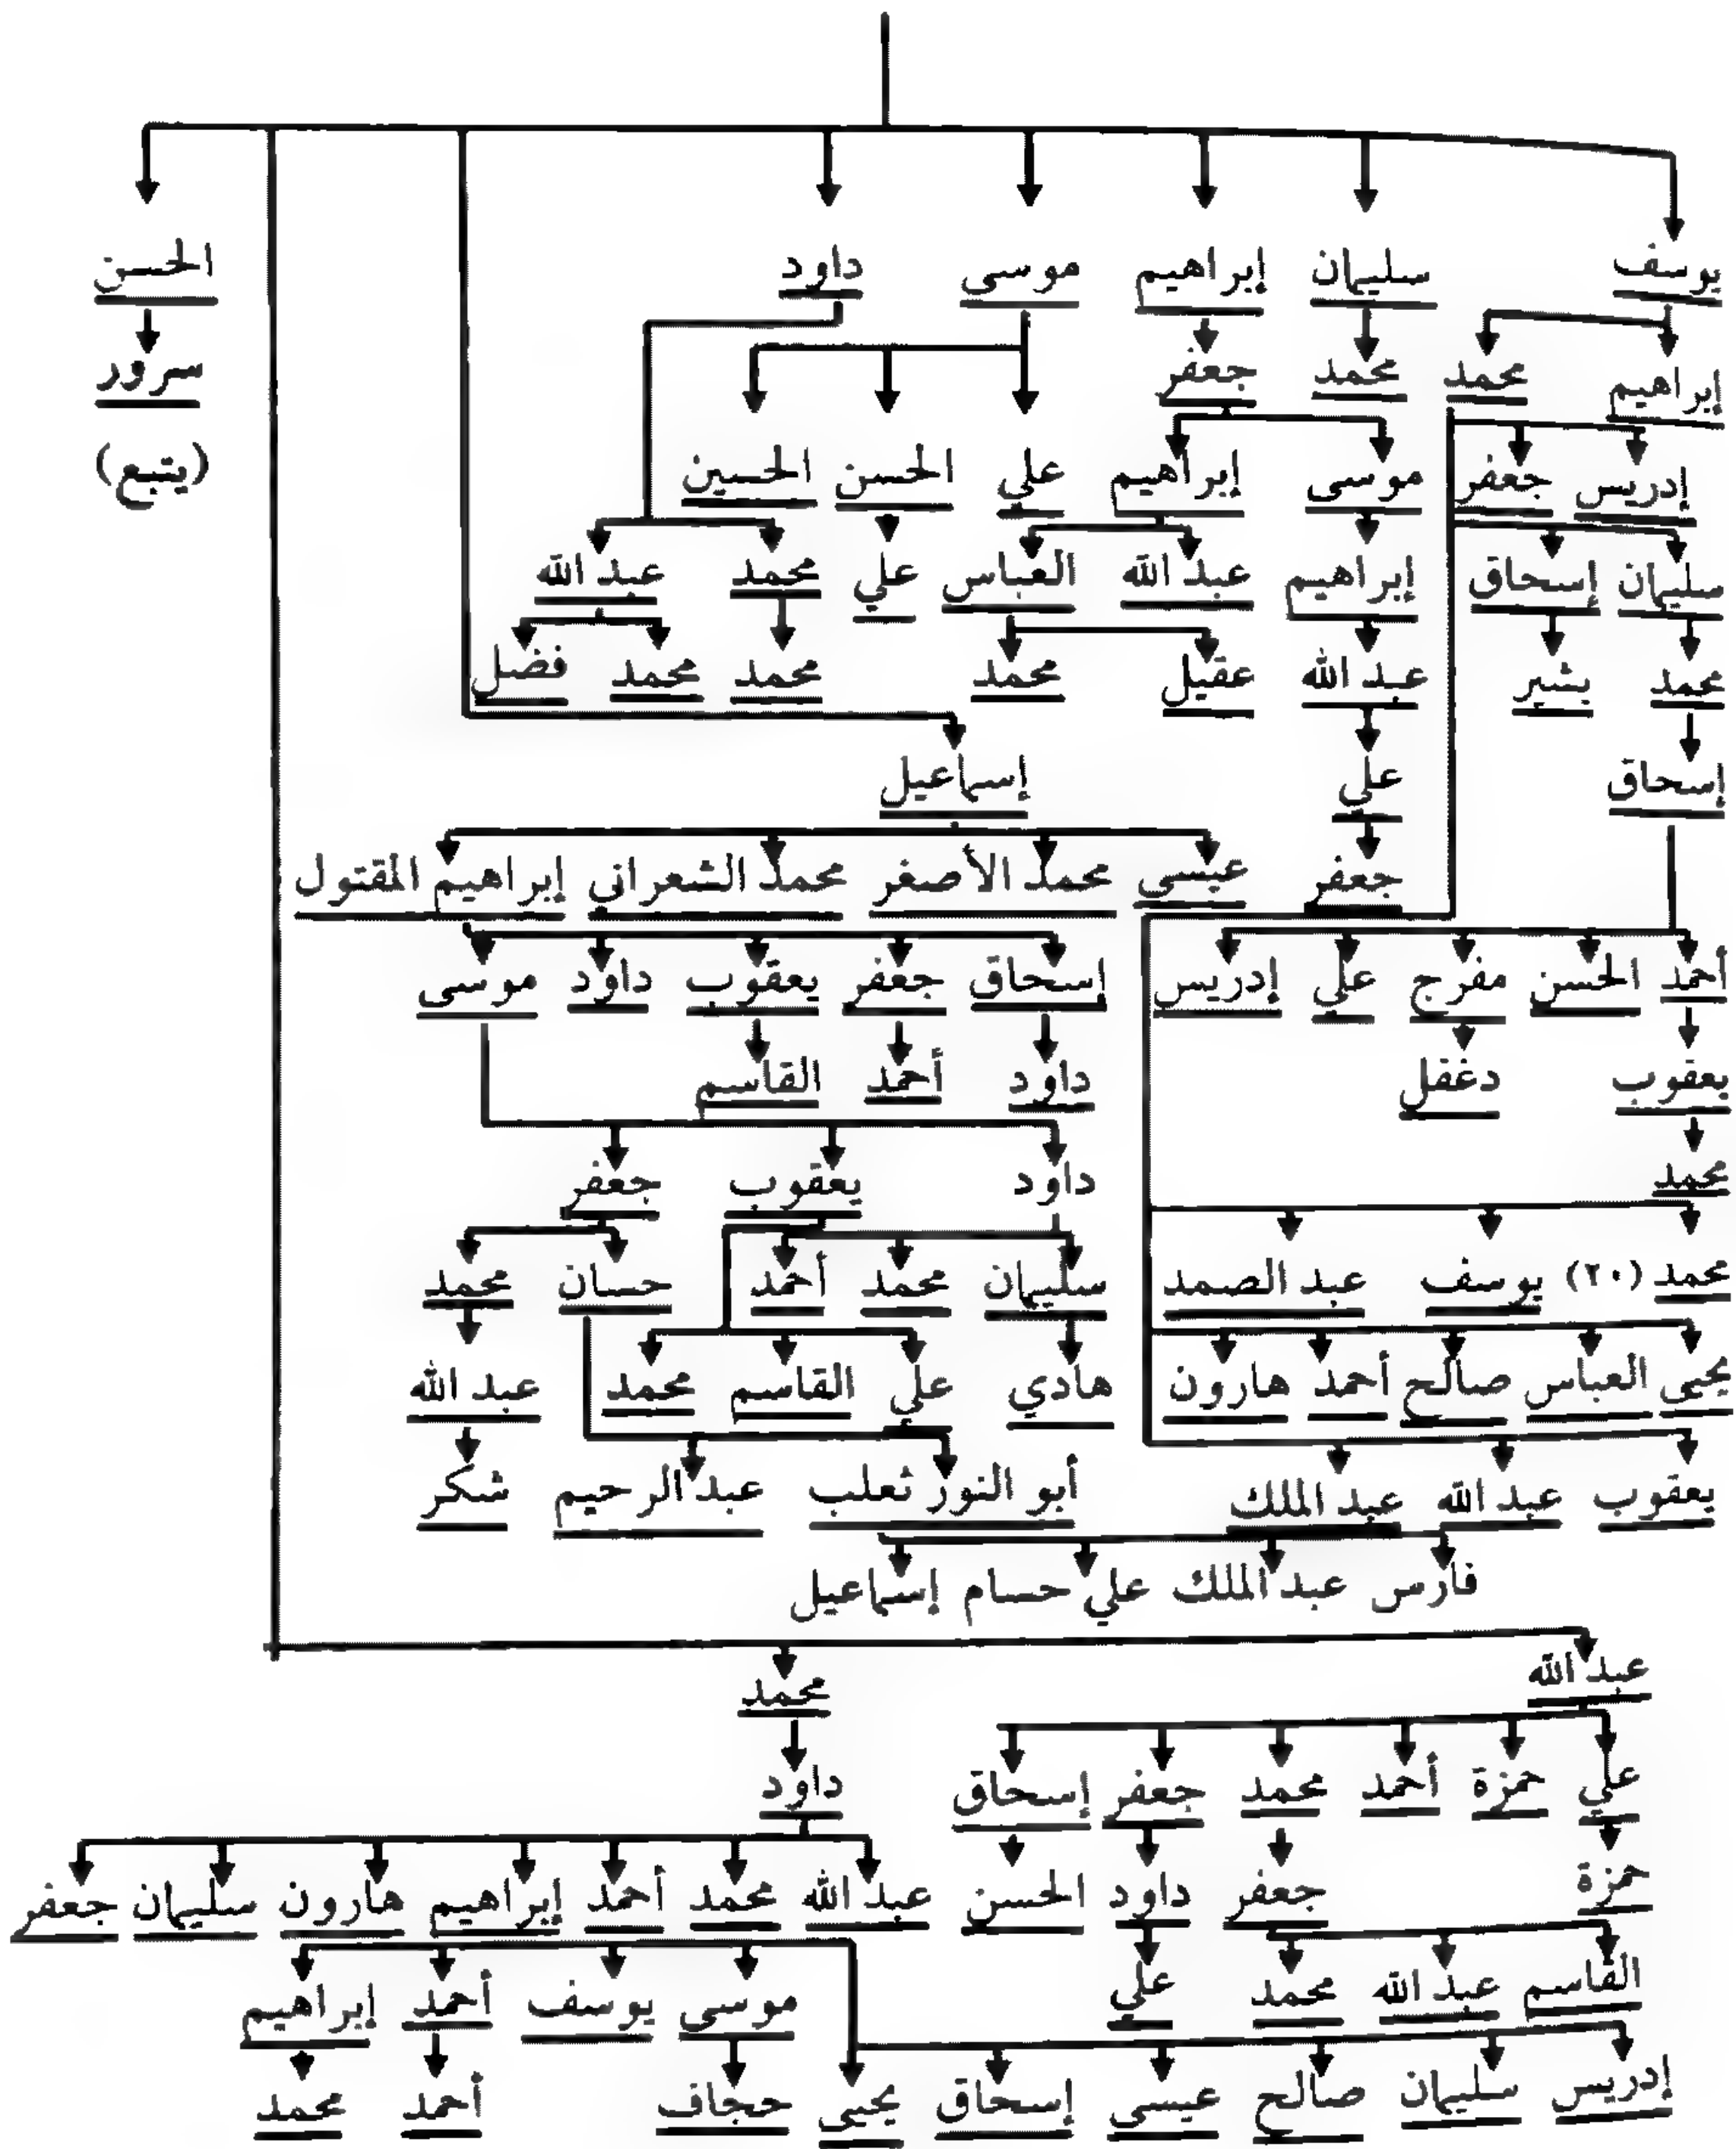 الحسن داود موسى إبراهيم سليمان يوسف
سرور جعفر محمد محمد إبراهيم
(يتبع) الحسين الحسن علي إبراهيم موسى جعفر إدريس
عبد الله محمد علي العباس عبد الله إبراهيم إسحاق سليمان
فضل محمد محمد محمد عقيل عبد الله بشير محمد
إسماعيل علي إسحاق
إبراهيم المقتول محمد الشعراني محمد الأصغر عيسى جعفر
موسى داود يعقوب جعفر إسحاق إدريس علي مفرج الحسن أحمد
القاسم أحمد داود دغفل يعقوب
جعفر يعقوب داود محمد
محمد حسان أحمد محمد سليمان عبد الصمد يوسف محمد (٢٠)
عبد الله محمد القاسم علي هادي هارون أحمد صالح العباس يحيى
شكر عبد الرحيم أبو النور ثعلب عبد الملك عبد الله يعقوب
إسماعيل حسام علي عبد الملك فارس
محمد عبد الله
داود إسحاق جعفر محمد أحمد حمزة علي
جعفر سليمان هارون إبراهيم أحمد محمد عبد الله الحسن داود جعفر حمزة
إبراهيم أحمد يوسف موسى علي محمد عبد الله القاسم
محمد أحمد حجاف يحيى إسحاق عيسى صالح سليمان إدريس